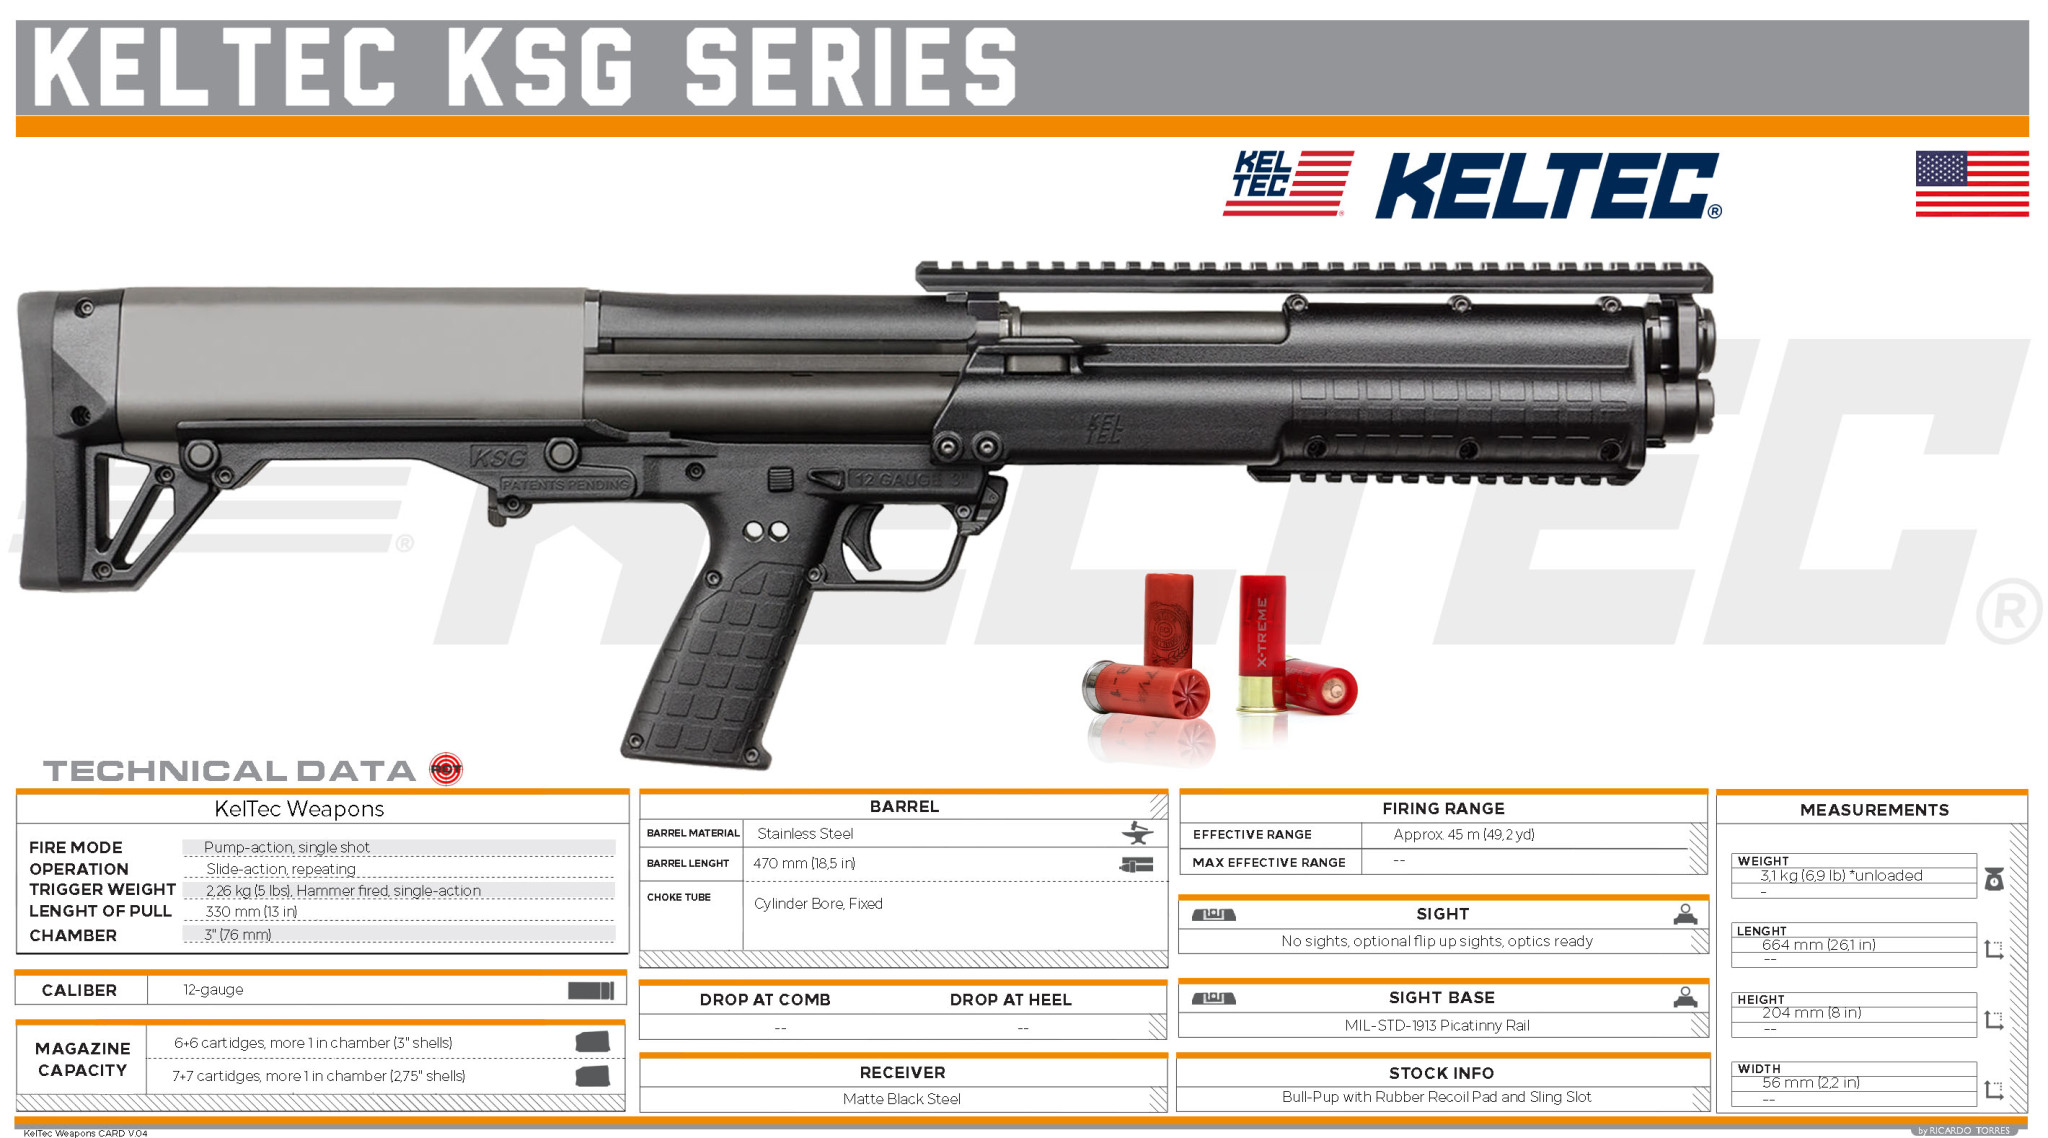 KELTEC KSG SERIES
KEL
TEC
®
KELTEC®
KEL
TEC
KSG
PATENTS PENDING
12 GAUGE 3"
®
KELTEC®
X-TREME
TECHNICAL DATA
KelTec Weapons
FIRE MODE Pump-action, single shot
OPERATION Slide-action, repeating
TRIGGER WEIGHT 2,26 kg (5 lbs), Hammer fired, single-action
LENGHT OF PULL 330 mm (13 in)
CHAMBER 3" (76 mm)
CALIBER 12-gauge
MAGAZINE CAPACITY
6+6 cartidges, more 1 in chamber (3" shells)
7+7 cartidges, more 1 in chamber (2,75" shells)
BARREL
BARREL MATERIAL Stainless Steel
BARREL LENGHT 470 mm (18,5 in)
CHOKE TUBE Cylinder Bore, Fixed
DROP AT COMB DROP AT HEEL
-- --
RECEIVER
Matte Black Steel
FIRING RANGE
EFFECTIVE RANGE Approx. 45 m (49,2 yd)
MAX EFFECTIVE RANGE --
SIGHT
No sights, optional flip up sights, optics ready
SIGHT BASE
MIL-STD-1913 Picatinny Rail
STOCK INFO
Bull-Pup with Rubber Recoil Pad and Sling Slot
MEASUREMENTS
WEIGHT
3,1 kg (6,9 lb) *unloaded
-
LENGHT
664 mm (26,1 in)
--
HEIGHT
204 mm (8 in)
--
WIDTH
56 mm (2,2 in)
--
KelTec Weapons CARD V.04
by RICARDO TORRES